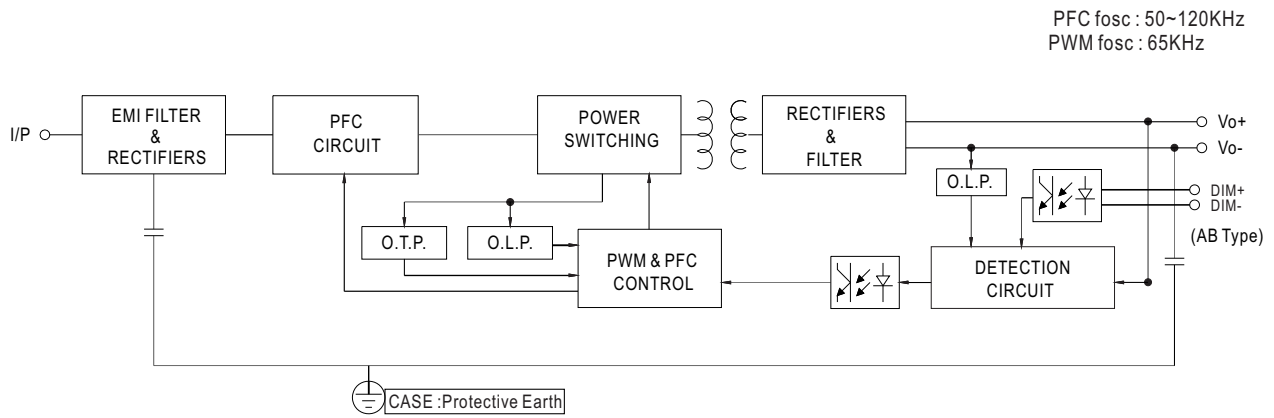 PFC fosc : 50~120KHz
PWM fosc : 65KHz
I/P
EMI FILTER
&
RECTIFIERS
PFC
CIRCUIT
POWER
SWITCHING
RECTIFIERS
&
FILTER
Vo+
Vo-
O.L.P.
DIM+
DIM-
(AB Type)
O.T.P.
O.L.P.
PWM & PFC
CONTROL
DETECTION
CIRCUIT
CASE :Protective Earth